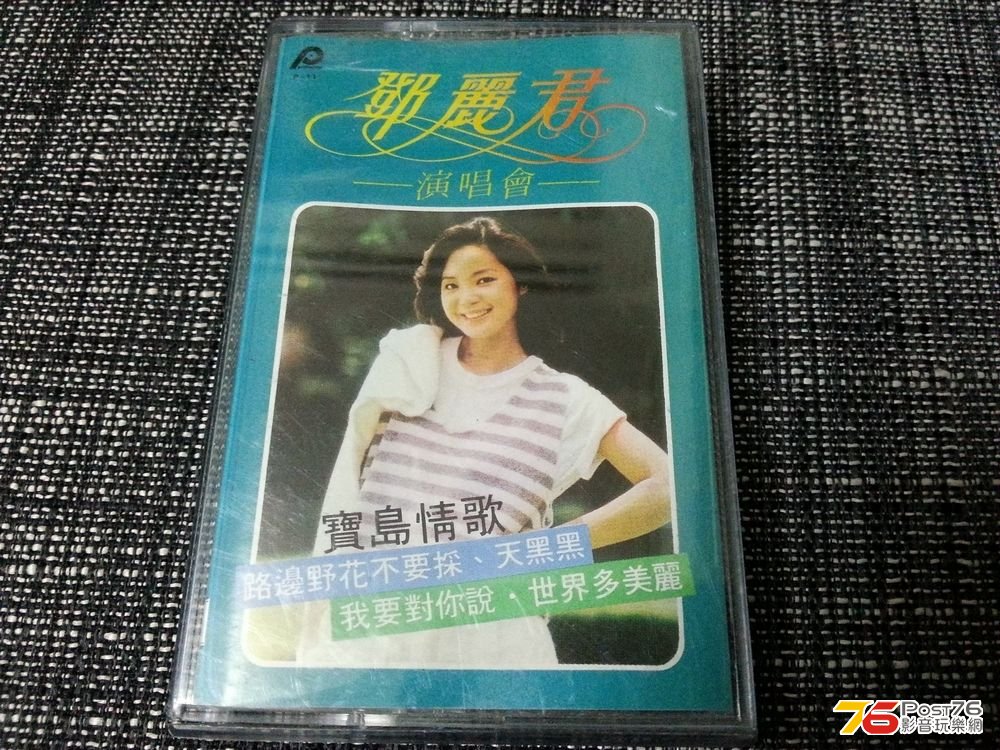 鄧麗君
演唱會
寶島情歌
路邊野花不要採、天黑黑
我要對你說·世界多美麗
76 POST76
影音玩樂網